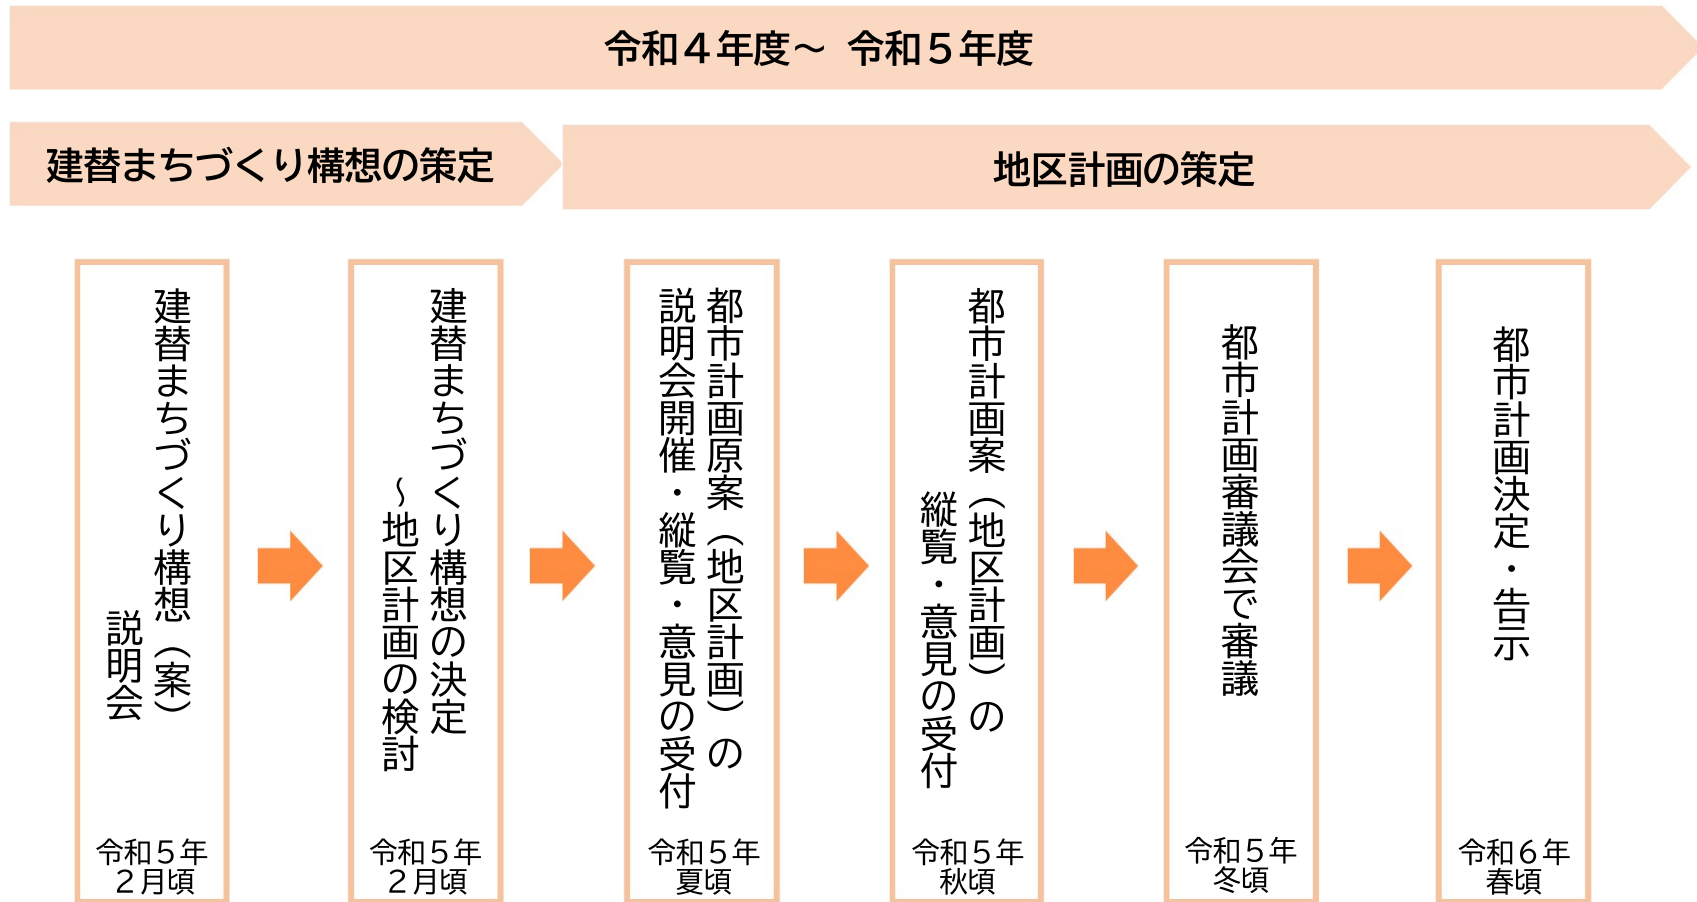 令和４年度～ 令和５年度
建替まちづくり構想の策定
地区計画の策定
建替まちづくり構想（案）
説明会
令和５年
２月頃
建替まちづくり構想の決定
～地区計画の検討
令和５年
２月頃
都市計画原案（地区計画）の
説明会開催・縦覧・意見の受付
令和５年
夏頃
都市計画案（地区計画）の
縦覧・意見の受付
令和５年
秋頃
都市計画審議会で審議
令和５年
冬頃
都市計画決定・告示
令和６年
春頃